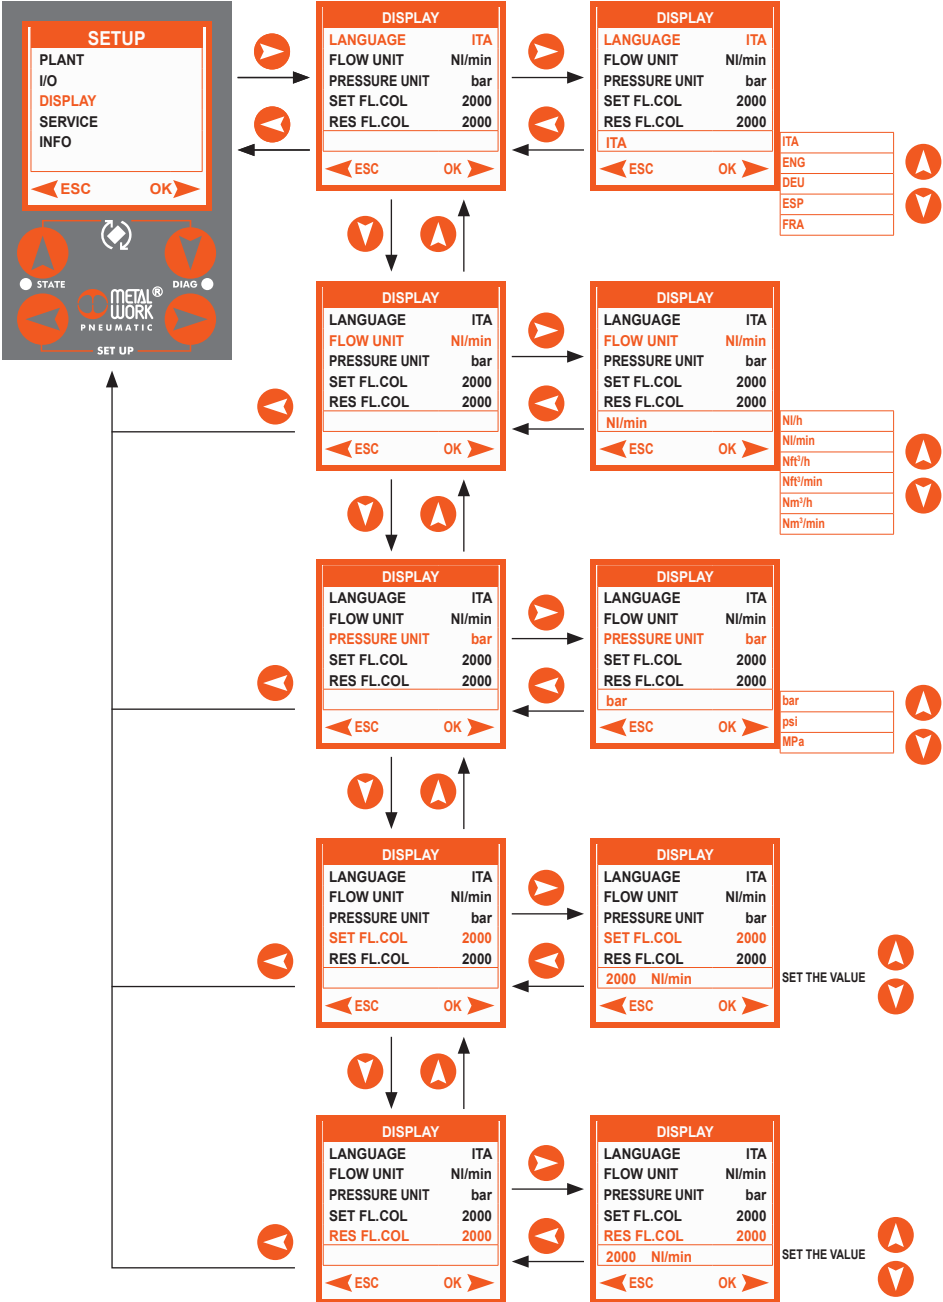 SETUP
PLANT
I/O
DISPLAY
SERVICE
INFO
ESC OK
STATE DIAG
METAL WORK®
PNEUMATIC
SET UP
DISPLAY
LANGUAGE ITA
FLOW UNIT Nl/min
PRESSURE UNIT bar
SET FL.COL 2000
RES FL.COL 2000
ESC OK
DISPLAY
LANGUAGE ITA
FLOW UNIT Nl/min
PRESSURE UNIT bar
SET FL.COL 2000
RES FL.COL 2000
ITA
ESC OK
ITA
ENG
DEU
ESP
FRA
DISPLAY
LANGUAGE ITA
FLOW UNIT Nl/min
PRESSURE UNIT bar
SET FL.COL 2000
RES FL.COL 2000
ESC OK
DISPLAY
LANGUAGE ITA
FLOW UNIT Nl/min
PRESSURE UNIT bar
SET FL.COL 2000
RES FL.COL 2000
Nl/min
ESC OK
Nl/h
Nl/min
Nft³/h
Nft³/min
Nm³/h
Nm³/min
DISPLAY
LANGUAGE ITA
FLOW UNIT Nl/min
PRESSURE UNIT bar
SET FL.COL 2000
RES FL.COL 2000
ESC OK
DISPLAY
LANGUAGE ITA
FLOW UNIT Nl/min
PRESSURE UNIT bar
SET FL.COL 2000
RES FL.COL 2000
bar
ESC OK
bar
psi
MPa
DISPLAY
LANGUAGE ITA
FLOW UNIT Nl/min
PRESSURE UNIT bar
SET FL.COL 2000
RES FL.COL 2000
ESC OK
DISPLAY
LANGUAGE ITA
FLOW UNIT Nl/min
PRESSURE UNIT bar
SET FL.COL 2000
RES FL.COL 2000
2000 Nl/min
ESC OK
SET THE VALUE
DISPLAY
LANGUAGE ITA
FLOW UNIT Nl/min
PRESSURE UNIT bar
SET FL.COL 2000
RES FL.COL 2000
ESC OK
DISPLAY
LANGUAGE ITA
FLOW UNIT Nl/min
PRESSURE UNIT bar
SET FL.COL 2000
RES FL.COL 2000
2000 Nl/min
ESC OK
SET THE VALUE